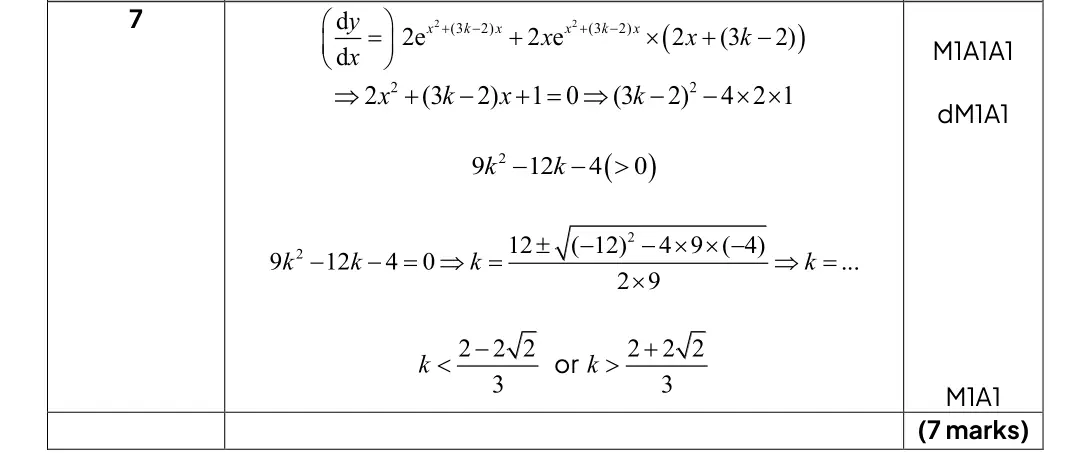 7
(dy/dx =) 2e^{x²+(3k−2)x} + 2xe^{x²+(3k−2)x} × (2x + (3k − 2))
M1A1A1
⇒ 2x² + (3k − 2)x + 1 = 0 ⇒ (3k − 2)² − 4 × 2 × 1
dM1A1
9k² − 12k − 4 (> 0)
9k² − 12k − 4 = 0 ⇒ k = (12 ± √((−12)² − 4 × 9 × (−4)))/(2 × 9) ⇒ k = ...
k < (2 − 2√2)/3 or k > (2 + 2√2)/3
M1A1
(7 marks)